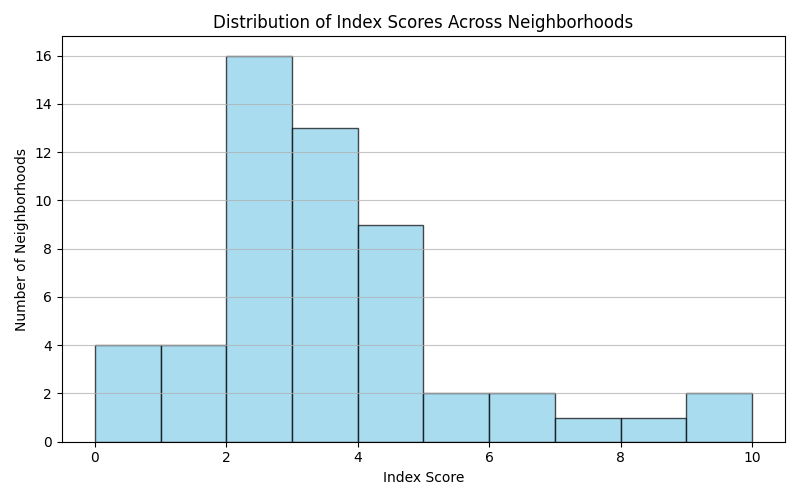 Distribution of Index Scores Across Neighborhoods
16
14
12
10
8
6
4
2
0
Number of Neighborhoods
0 2 4 6 8 10
Index Score